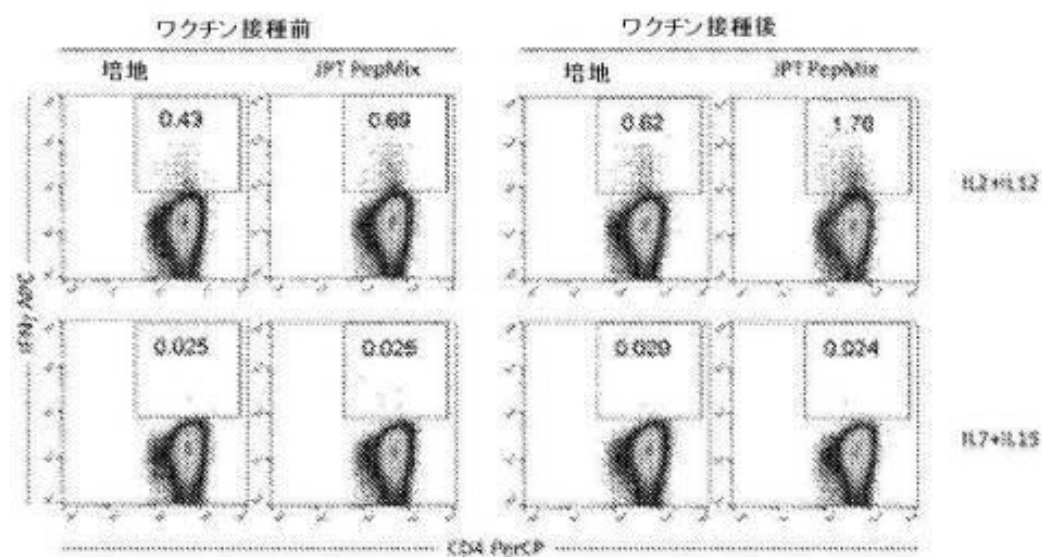 ワクチン接種前
ワクチン接種後
培地
JPT PepMix
培地
JPT PepMix
0.43
0.69
0.62
1.76
IL2+IL12
IFNγ APC
0.025
0.026
0.029
0.024
IL7+IL15
CD4 PerCP